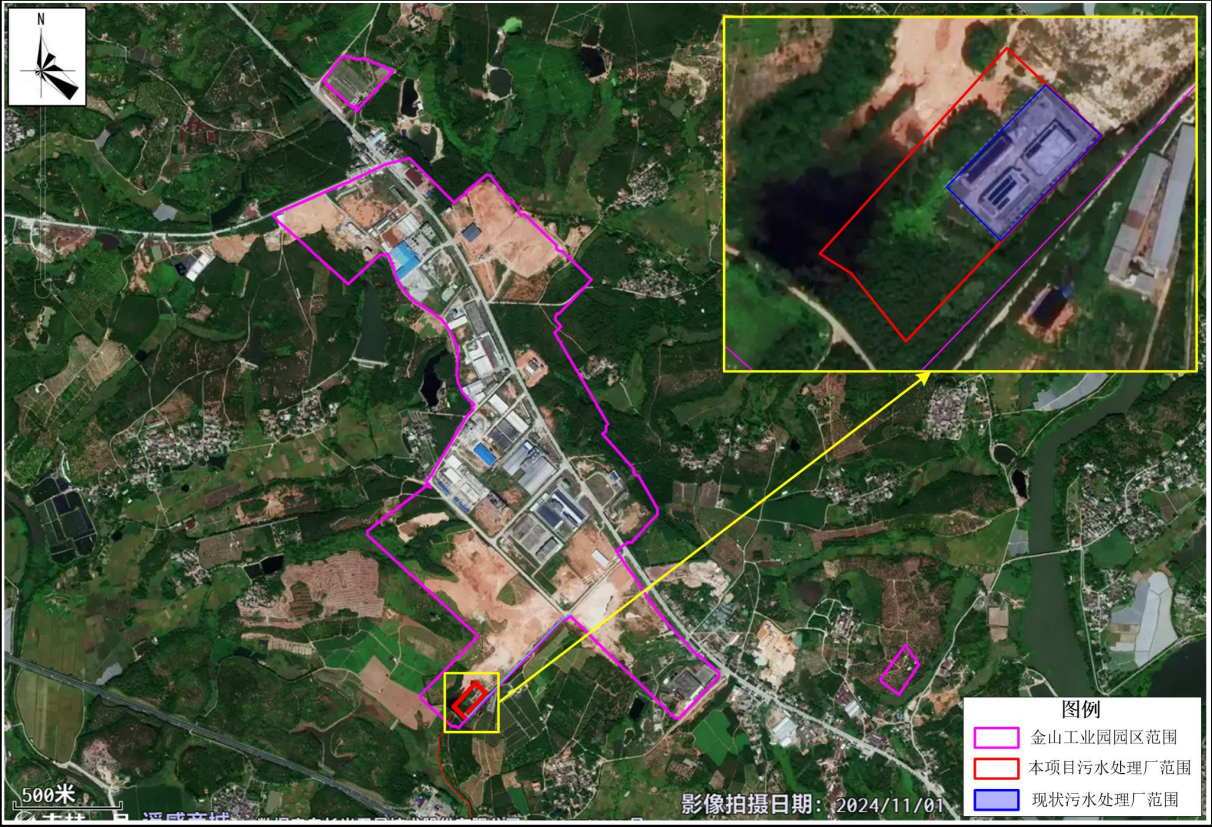 N
图例
金山工业园园区范围
本项目污水处理厂范围
现状污水处理厂范围
500米
影像拍摄日期：2024/11/01